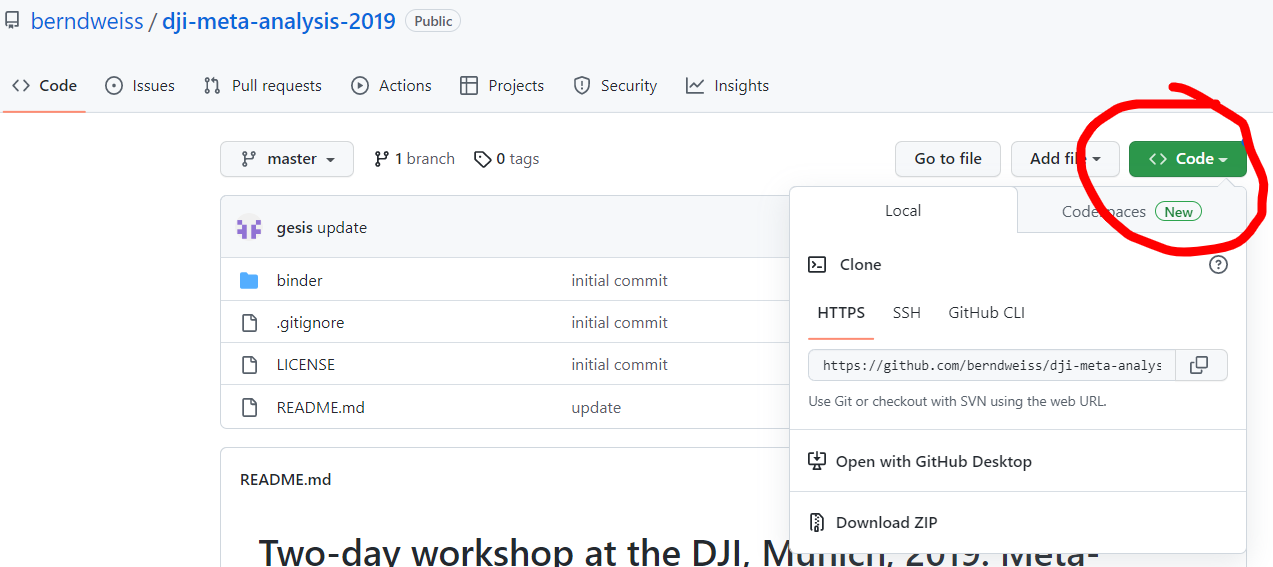 berndweiss / dji-meta-analysis-2019 Public
Code Issues Pull requests Actions Projects Security Insights
master 1 branch 0 tags Go to file Add file Code
gesis update
binder initial commit
.gitignore initial commit
LICENSE initial commit
README.md update
Local Codespaces New
Clone
HTTPS SSH GitHub CLI
https://github.com/berndweiss/dji-meta-analys
Use Git or checkout with SVN using the web URL.
Open with GitHub Desktop
Download ZIP
README.md
Two-day workshop at the DJI, Munich, 2019: Meta-